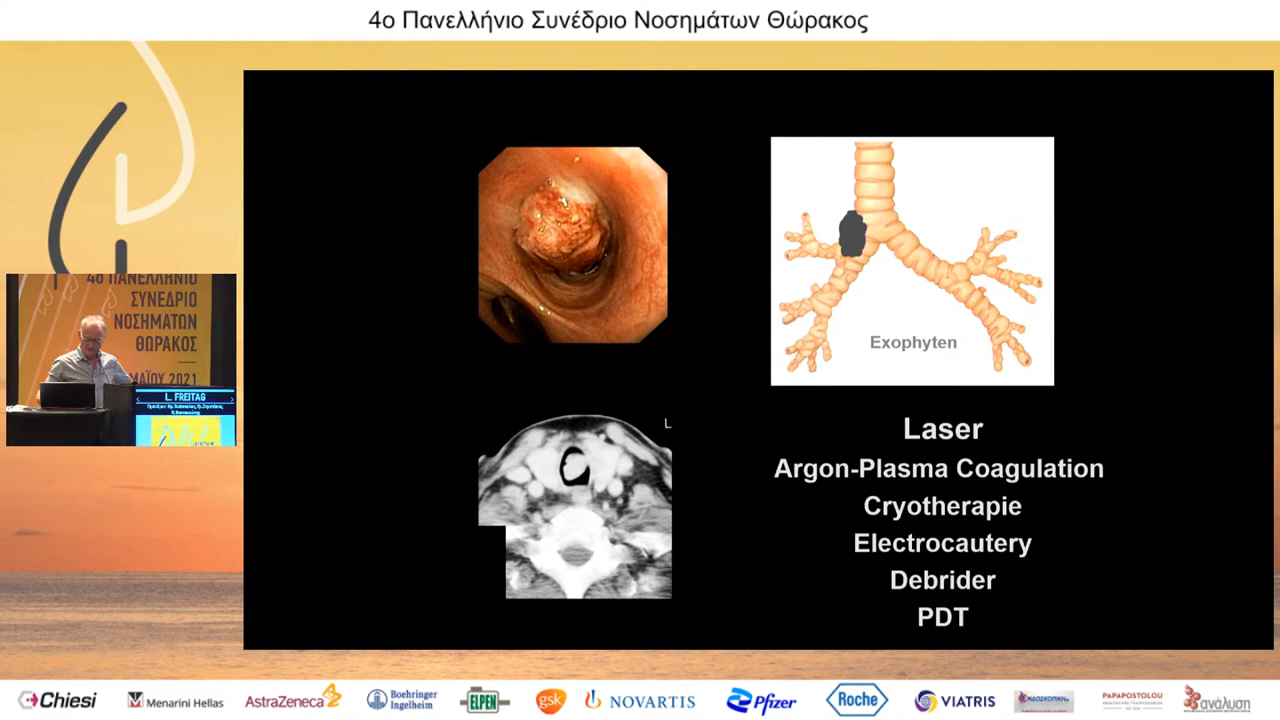 4ο Πανελλήνιο Συνέδριο Νοσημάτων Θώρακος
4ο ΠΑΝΕΛΛΗΝΙΟ
ΣΥΝΕΔΡΙΟ
ΝΟΣΗΜΑΤΩΝ
ΘΩΡΑΚΟΣ
ΜΑΪΟΥ 2021
L. FREITAG
L
Exophyten
Laser
Argon-Plasma Coagulation
Cryotherapie
Electrocautery
Debrider
PDT
Chiesi
Menarini Hellas
AstraZeneca
Boehringer
Ingelheim
ELPEN
gsk
NOVARTIS
Pfizer
Roche
VIATRIS
ΕΝΔΟΣΚΟΠΙΚΗ
PAPAPOSTOLOU
ανάλυση